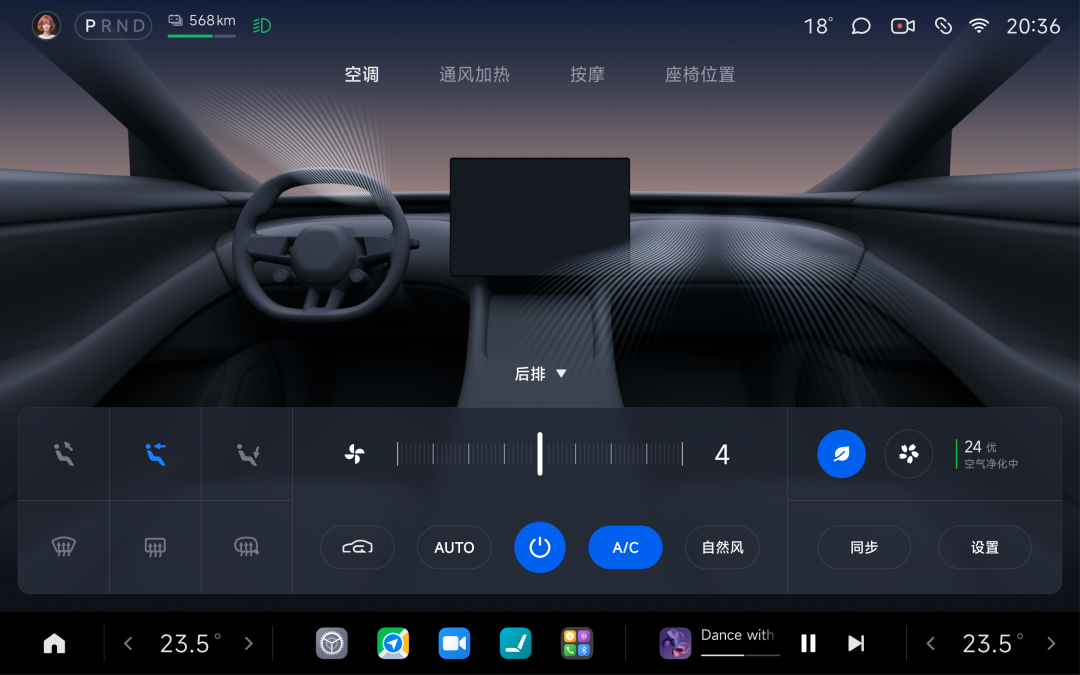 PRND
568km
18°
20:36
空调
通风加热
按摩
座椅位置
后排
4
24 优
空气净化中
AUTO
A/C
自然风
同步
设置
23.5°
Dance with
23.5°